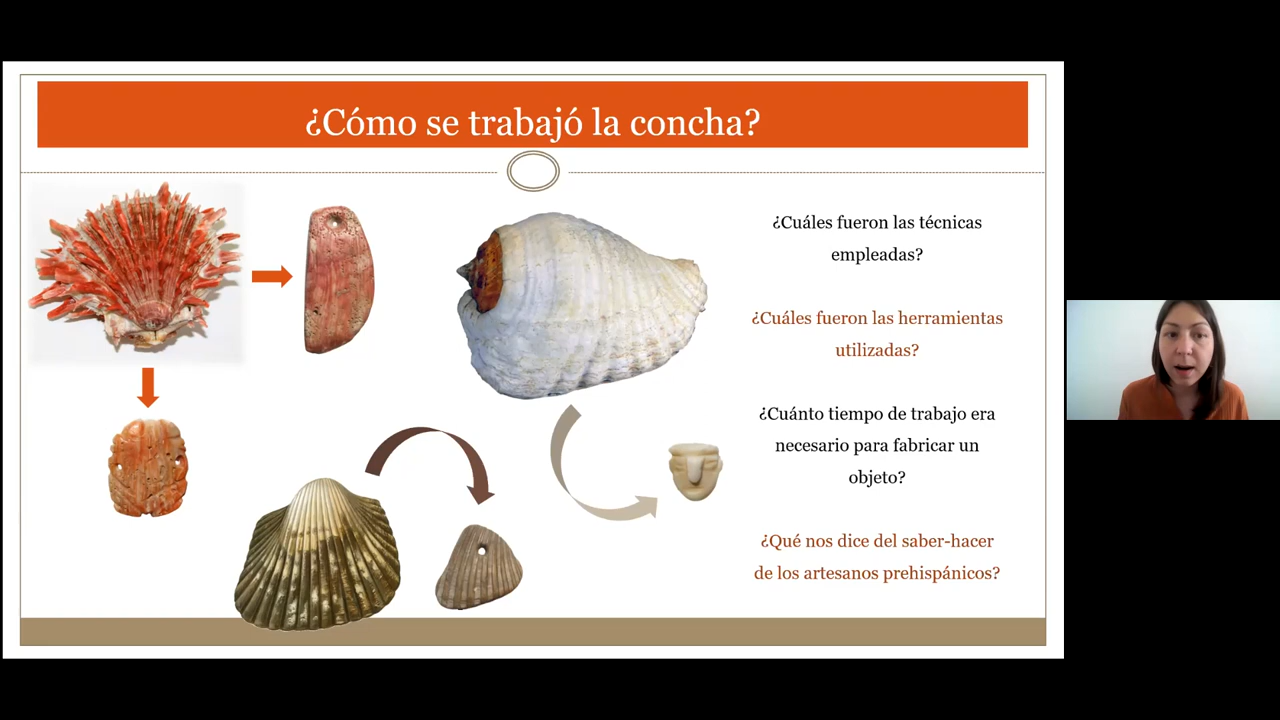 ¿Cómo se trabajó la concha?
¿Cuáles fueron las técnicas
empleadas?
¿Cuáles fueron las herramientas
utilizadas?
¿Cuánto tiempo de trabajo era
necesario para fabricar un
objeto?
¿Qué nos dice del saber-hacer
de los artesanos prehispánicos?